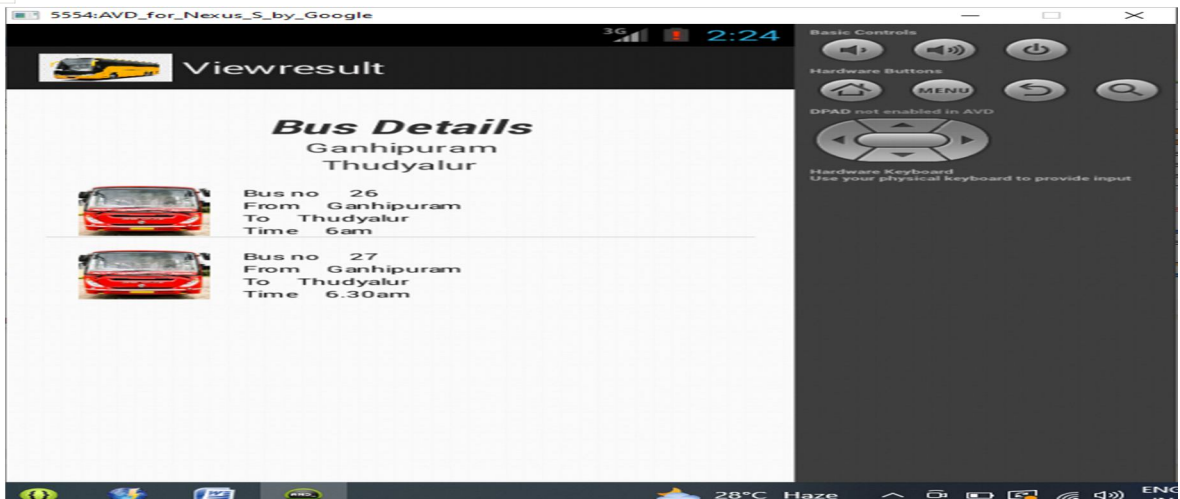 5554:AVD_for_Nexus_S_by_Google
3G 2:24
Viewresult
Bus Details
Ganhipuram
Thudyalur
Bus no 26
From Ganhipuram
To Thudyalur
Time 6am
Bus no 27
From Ganhipuram
To Thudyalur
Time 6.30am
Basic Controls
Hardware Buttons
MENU
DPAD not enabled in AVD
Hardware Keyboard
Use your physical keyboard to provide input
28°C Haze
ENG